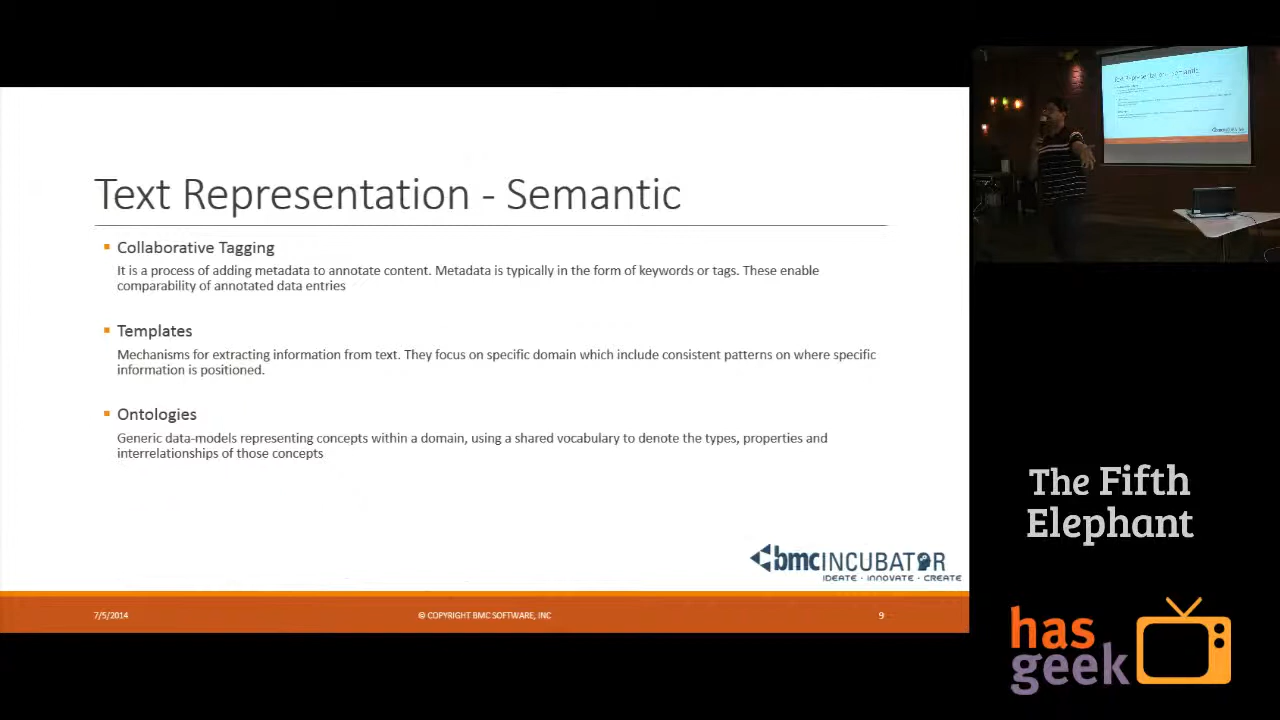 Text Representation - Semantic
Collaborative Tagging
It is a process of adding metadata to annotate content. Metadata is typically in the form of keywords or tags. These enable
comparability of annotated data entries
Templates
Mechanisms for extracting information from text. They focus on specific domain which include consistent patterns on where specific
information is positioned.
Ontologies
Generic data-models representing concepts within a domain, using a shared vocabulary to denote the types, properties and
interrelationships of those concepts
bmcINCUBATOR
IDEATE · INNOVATE · CREATE
7/5/2014
© COPYRIGHT BMC SOFTWARE, INC
9
Text Representation - Semantic
The Fifth
Elephant
has
geek